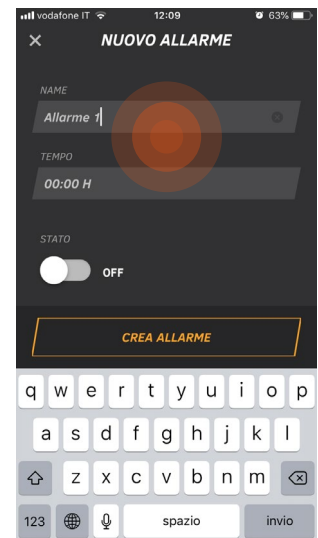 vodafone IT 12:09 63%
NUOVO ALLARME
NAME
Allarme 1
TEMPO
00:00 H
STATO
OFF
CREA ALLARME
q w e r t y u i o p
a s d f g h j k l
z x c v b n m
123 spazio invio